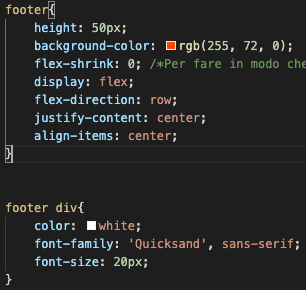 footer{
height: 50px;
background-color: rgb(255, 72, 0);
flex-shrink: 0; /*Per fare in modo che
display: flex;
flex-direction: row;
justify-content: center;
align-items: center;
}
footer div{
color: white;
font-family: 'Quicksand', sans-serif;
font-size: 20px;
}